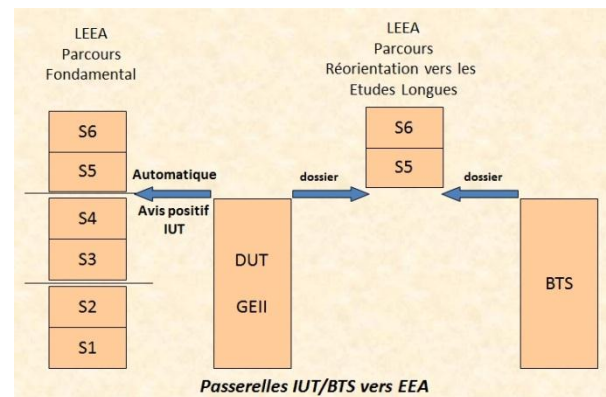 LEEA
Parcours
Fondamental
LEEA
Parcours
Réorientation vers les
Etudes Longues
S6
S5
S4
S3
S2
S1
Automatique
Avis positif
IUT
DUT
GEII
dossier
S6
S5
dossier
BTS
Passerelles IUT/BTS vers EEA